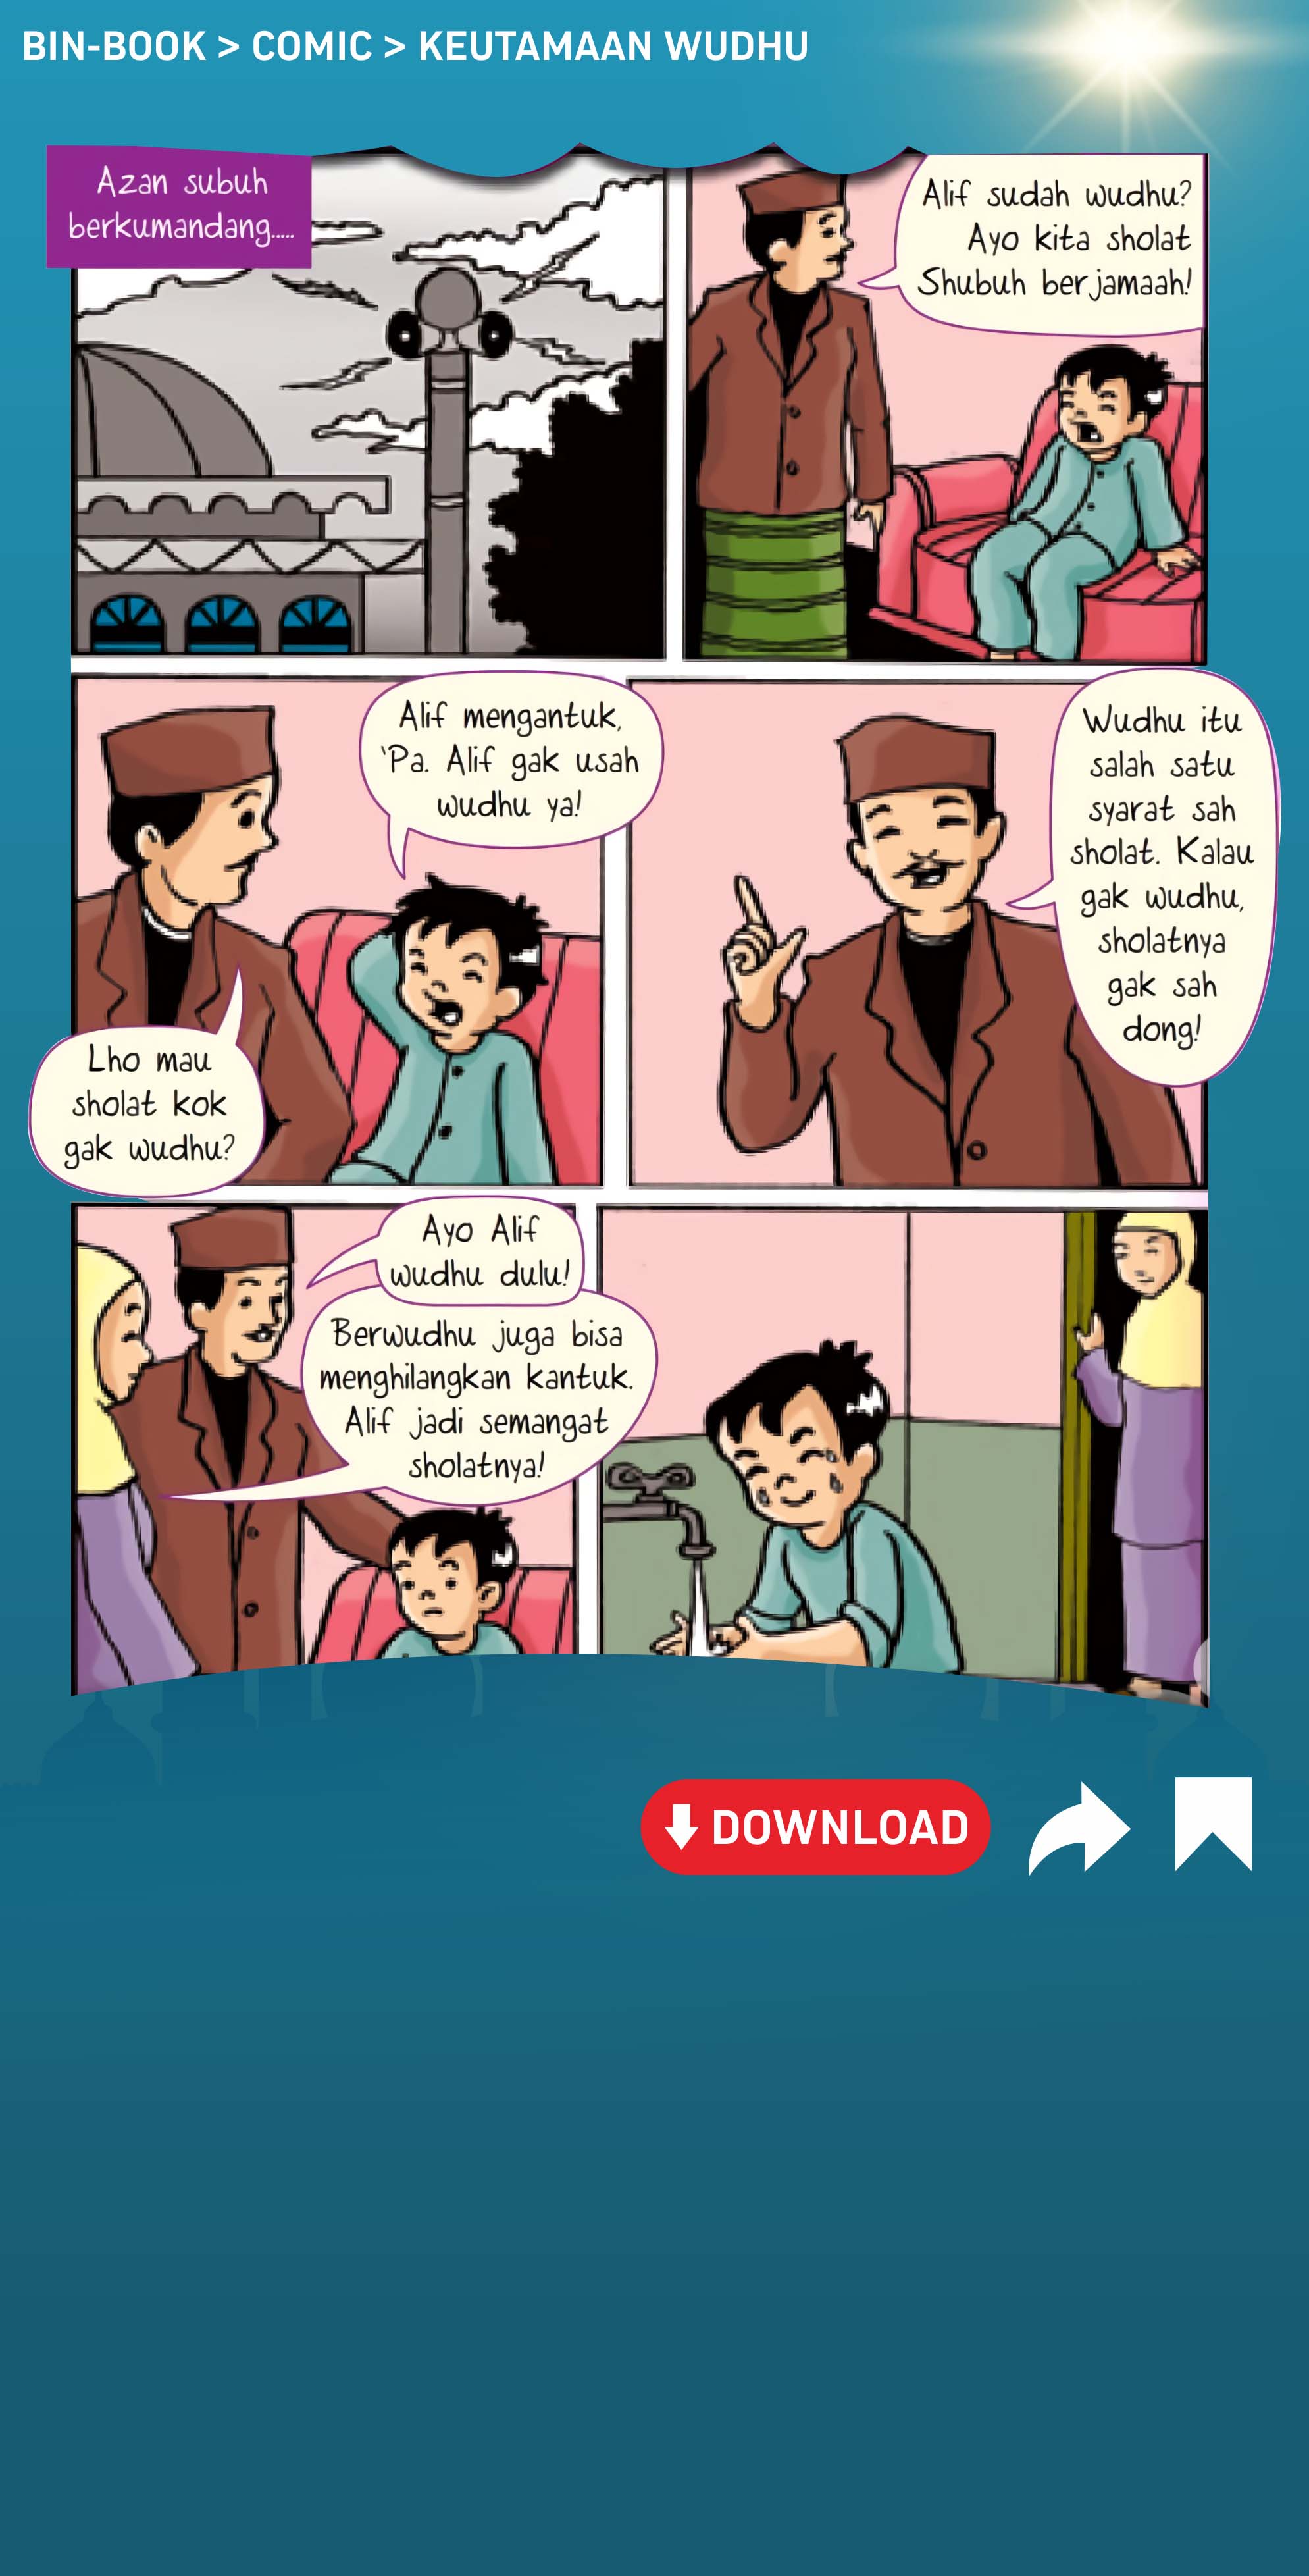 BIN-BOOK > COMIC > KEUTAMAAN WUDHU
Azan subuh
berkumandang.....
Alif sudah wudhu?
Ayo kita sholat
Shubuh berjamaah!
Alif mengantuk,
'Pa. Alif gak usah
wudhu ya!
Lho mau
sholat kok
gak wudhu?
Wudhu itu
salah satu
syarat sah
sholat. Kalau
gak wudhu,
sholatnya
gak sah
dong!
Ayo Alif
wudhu dulu!
Berwudhu juga bisa
menghilangkan kantuk.
Alif jadi semangat
sholatnya!
DOWNLOAD